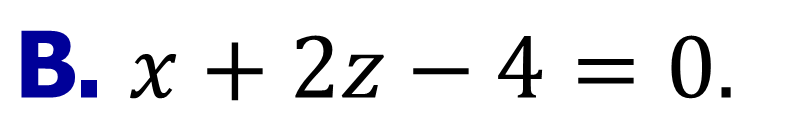 B. x + 2z − 4 = 0.